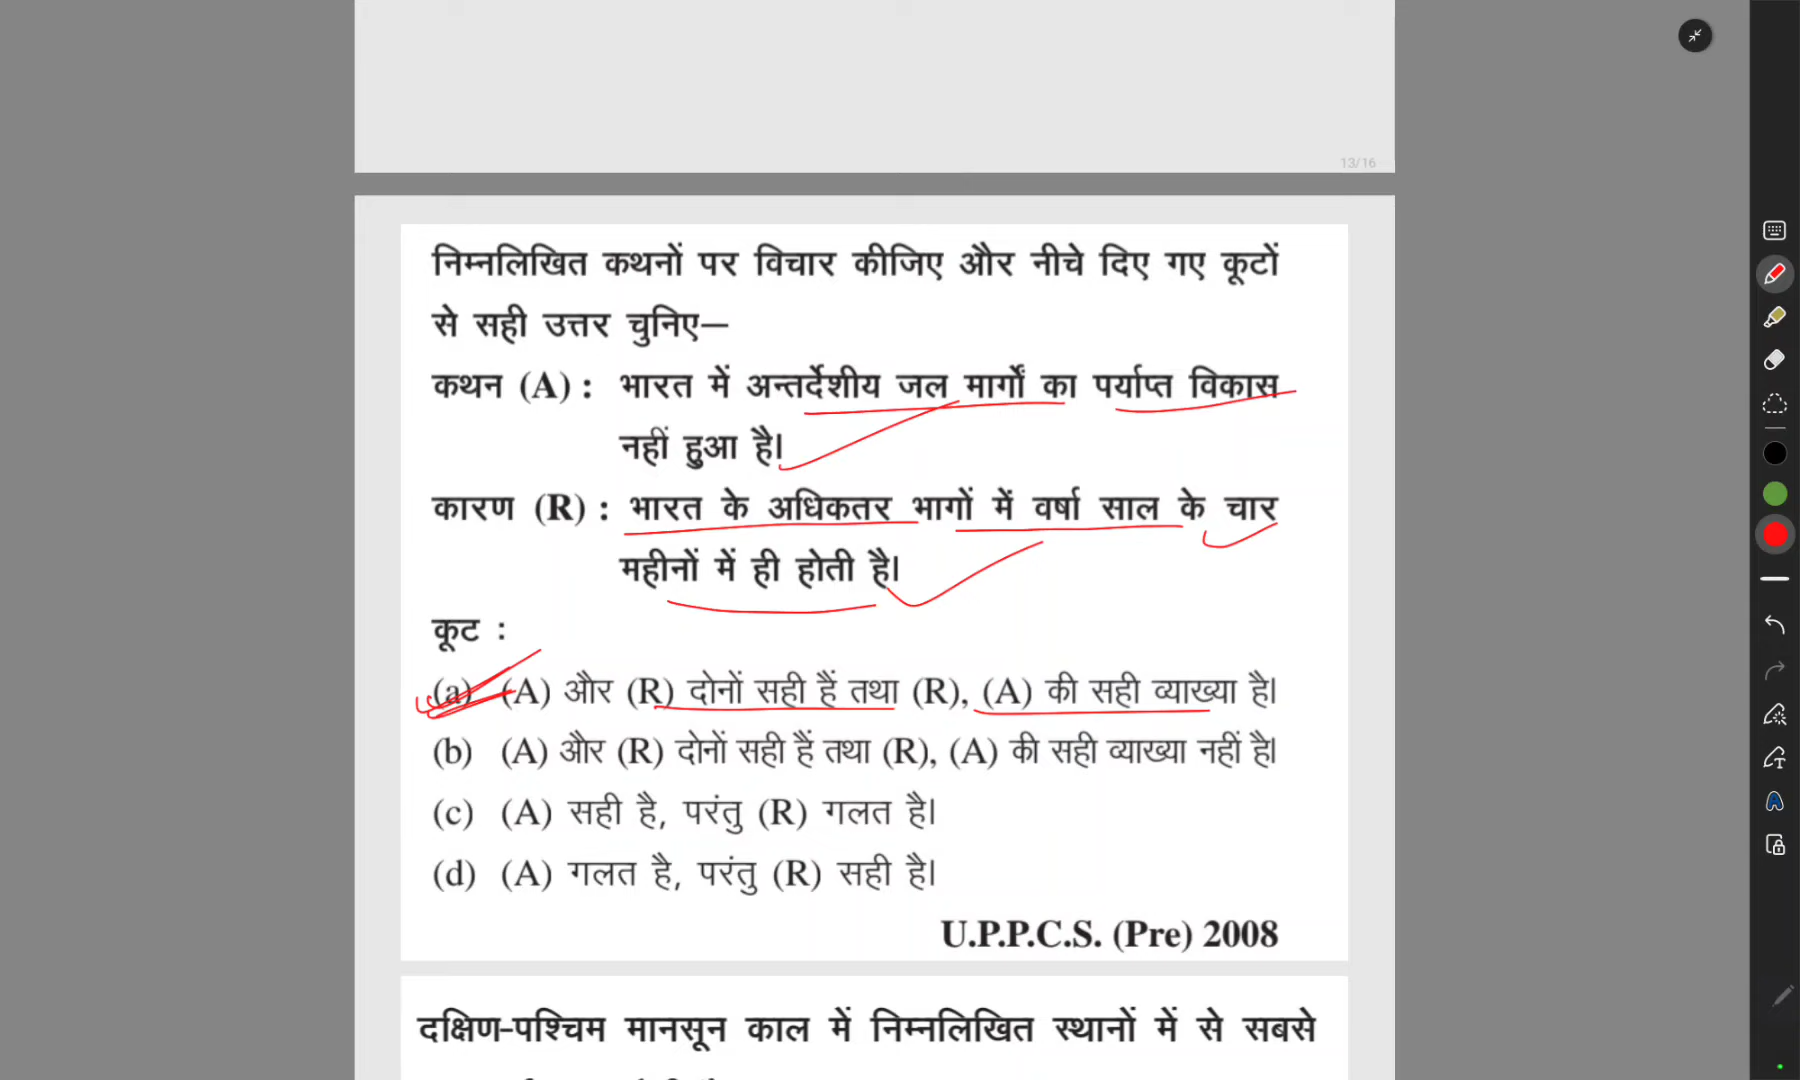 13/16
निम्नलिखित कथनों पर विचार कीजिए और नीचे दिए गए कूटों
से सही उत्तर चुनिए—
कथन (A) : भारत में अन्तर्देशीय जल मार्गों का पर्याप्त विकास
नहीं हुआ है।
कारण (R) : भारत के अधिकतर भागों में वर्षा साल के चार
महीनों में ही होती है।
कूट :
(a) (A) और (R) दोनों सही हैं तथा (R), (A) की सही व्याख्या है।
(b) (A) और (R) दोनों सही हैं तथा (R), (A) की सही व्याख्या नहीं है।
(c) (A) सही है, परंतु (R) गलत है।
(d) (A) गलत है, परंतु (R) सही है।
U.P.P.C.S. (Pre) 2008
दक्षिण-पश्चिम मानसून काल में निम्नलिखित स्थानों में से सबसे